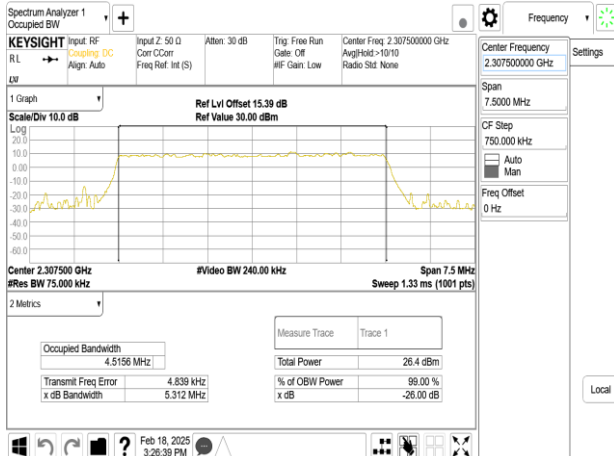 Spectrum Analyzer 1
Occupied BW
Frequency
KEYSIGHT
RL
LXI
Input: RF
Coupling: DC
Align: Auto
Input Z: 50 Ω
Corr CCorr
Freq Ref: Int (S)
Atten: 30 dB
Trig: Free Run
Gate: Off
#IF Gain: Low
Center Freq: 2.307500000 GHz
Avg|Hold:>10/10
Radio Std: None
Center Frequency
2.307500000 GHz
Settings
Span
7.5000 MHz
CF Step
750.000 kHz
Auto
Man
Freq Offset
0 Hz
Local
1 Graph
Scale/Div 10.0 dB
Ref Lvl Offset 15.39 dB
Ref Value 30.00 dBm
Log
20.0
10.0
0.00
-10.0
-20.0
-30.0
-40.0
-50.0
-60.0
Center 2.307500 GHz
#Res BW 75.000 kHz
#Video BW 240.00 kHz
Span 7.5 MHz
Sweep 1.33 ms (1001 pts)
2 Metrics
Measure Trace Trace 1
Occupied Bandwidth
4.5156 MHz
Total Power 26.4 dBm
Transmit Freq Error 4.839 kHz
% of OBW Power 99.00 %
x dB Bandwidth 5.312 MHz
x dB -26.00 dB
Feb 18, 2025
3:26:39 PM